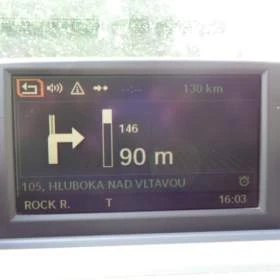 --:-- 130 km
146
90 m
105, HLUBOKA NAD VLTAVOU
ROCK R. T 16:03